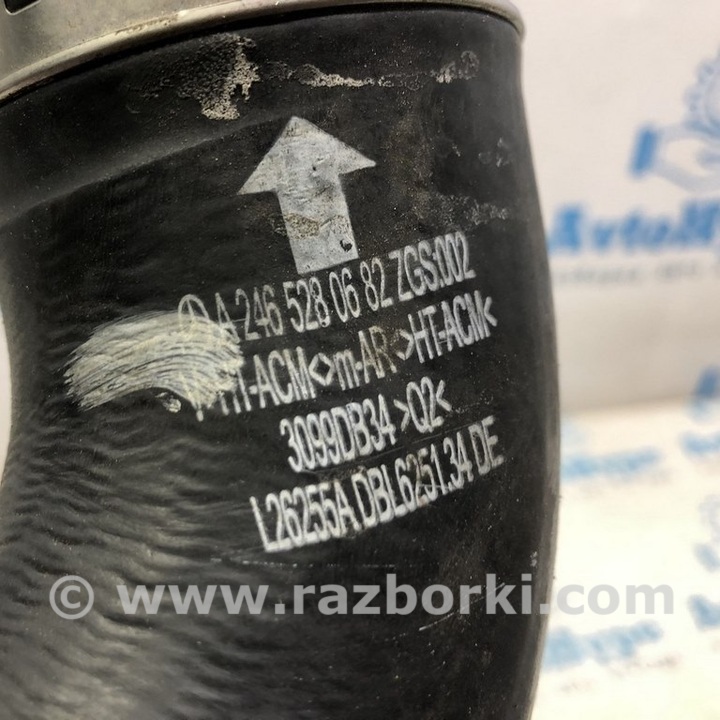 A 246 528 06 82 ZGS:002
HT-ACM<>m-AR>HT-ACM<
3099DB34 >Q2<
L26255A DBL6251.34 DE
© www.razborki.com